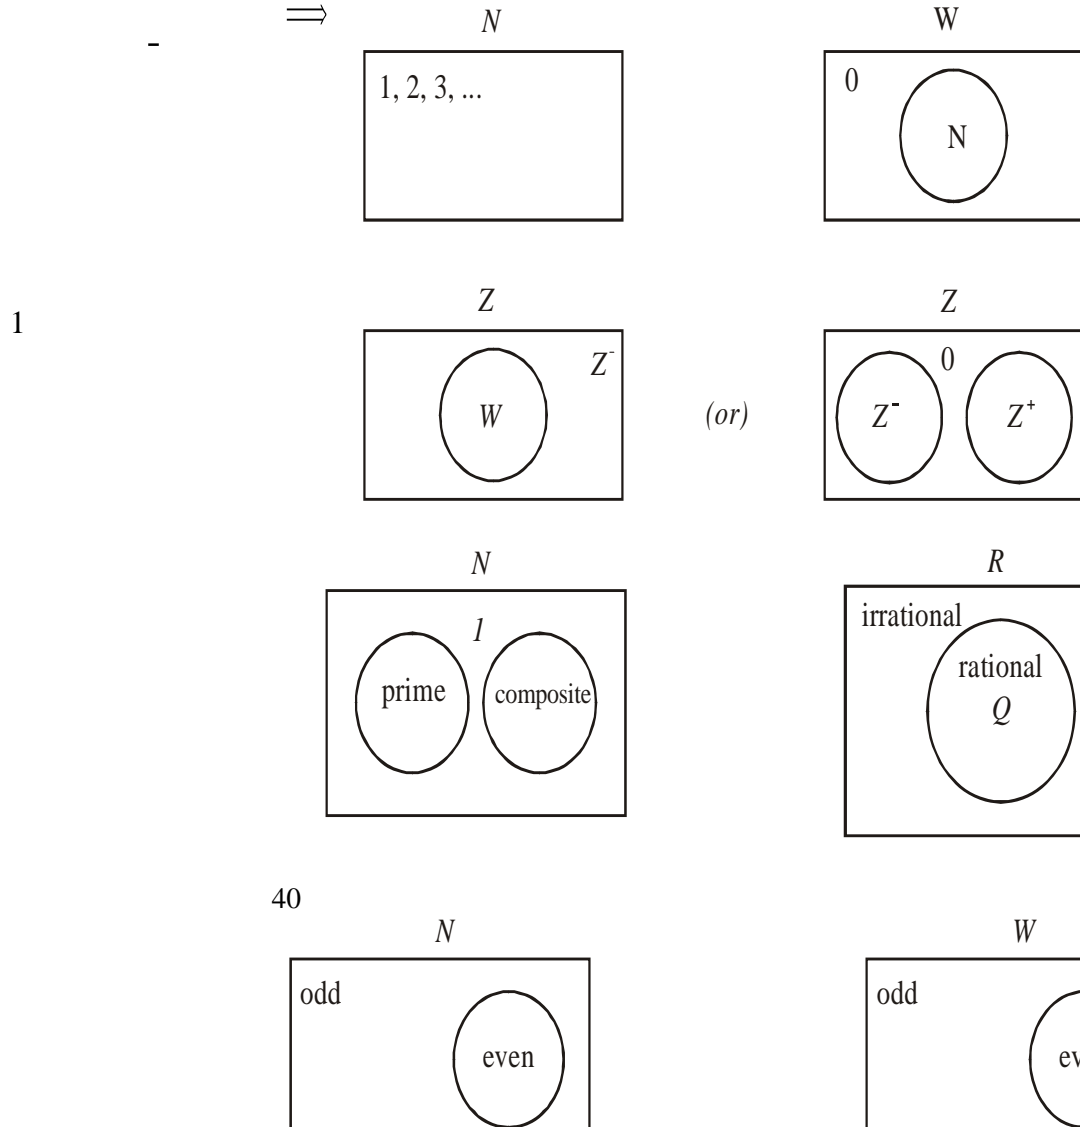 ⟹ N W
-
1, 2, 3, ... 0
N
Z Z
1
Z⁻ 0
W (or) Z⁻ Z⁺
N R
1 irrational
prime composite rational
Q
40
N W
odd odd
even ev